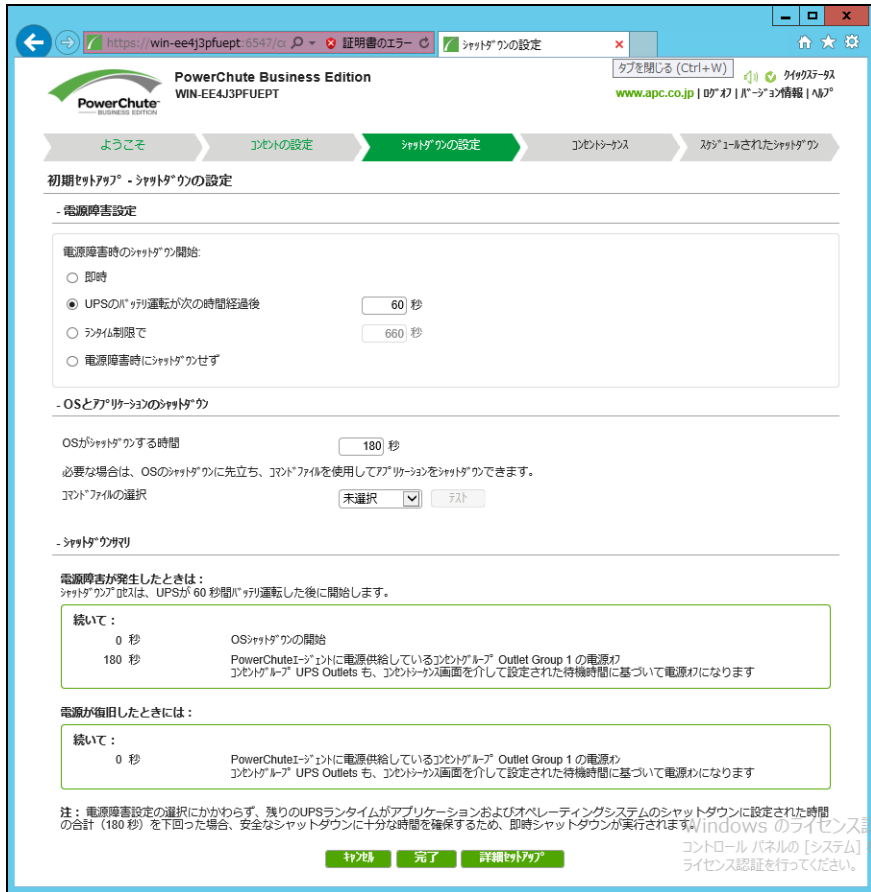 https://win-ee4j3pfuept:6547/cc
証明書のエラー
ｼｬｯﾄﾀﾞｳﾝの設定
タブを閉じる (Ctrl+W)
PowerChute Business Edition
WIN-EE4J3PFUEPT
PowerChute
BUSINESS EDITION
ｸｲｯｸｽﾃｰﾀｽ
www.apc.co.jp | ﾛｸﾞｵﾌ | ﾊﾞｰｼﾞｮﾝ情報 | ﾍﾙﾌﾟ
ようこそ
ｺﾝｾﾝﾄの設定
ｼｬｯﾄﾀﾞｳﾝの設定
ｺﾝｾﾝﾄｼｰｹﾝｽ
ｽｹｼﾞｭｰﾙされたｼｬｯﾄﾀﾞｳﾝ
初期ｾｯﾄｱｯﾌﾟ - ｼｬｯﾄﾀﾞｳﾝの設定
- 電源障害設定
電源障害時のｼｬｯﾄﾀﾞｳﾝ開始:
即時
UPSのﾊﾞｯﾃﾘ運転が次の時間経過後 60 秒
ﾗﾝﾀｲﾑ制限で 660 秒
電源障害時にｼｬｯﾄﾀﾞｳﾝせず
- OSとｱﾌﾟﾘｹｰｼｮﾝのｼｬｯﾄﾀﾞｳﾝ
OSがｼｬｯﾄﾀﾞｳﾝする時間 180 秒
必要な場合は、OSのｼｬｯﾄﾀﾞｳﾝに先立ち、ｺﾏﾝﾄﾞﾌｧｲﾙを使用してｱﾌﾟﾘｹｰｼｮﾝをｼｬｯﾄﾀﾞｳﾝできます。
ｺﾏﾝﾄﾞﾌｧｲﾙの選択 未選択 ﾃｽﾄ
- ｼｬｯﾄﾀﾞｳﾝｻﾏﾘ
電源障害が発生したときは：
ｼｬｯﾄﾀﾞｳﾝﾌﾟﾛｾｽは、UPSが 60 秒間ﾊﾞｯﾃﾘ運転した後に開始します。
続いて：
0 秒 OSｼｬｯﾄﾀﾞｳﾝの開始
180 秒 PowerChuteｴｰｼﾞｪﾝﾄに電源供給しているｺﾝｾﾝﾄｸﾞﾙｰﾌﾟ Outlet Group 1 の電源ｵﾌ
ｺﾝｾﾝﾄｸﾞﾙｰﾌﾟ UPS Outlets も、ｺﾝｾﾝﾄｼｰｹﾝｽ画面を介して設定された待機時間に基づいて電源ｵﾌになります
電源が復旧したときには：
続いて：
0 秒 PowerChuteｴｰｼﾞｪﾝﾄに電源供給しているｺﾝｾﾝﾄｸﾞﾙｰﾌﾟ Outlet Group 1 の電源ｵﾝ
ｺﾝｾﾝﾄｸﾞﾙｰﾌﾟ UPS Outlets も、ｺﾝｾﾝﾄｼｰｹﾝｽ画面を介して設定された待機時間に基づいて電源ｵﾝになります
注： 電源障害設定の選択にかかわらず、残りのUPSランタイムがアプリケーションおよびオペレーティングシステムのシャットダウンに設定された時間
の合計（180 秒）を下回った場合、安全なシャットダウンに十分な時間を確保するため、即時シャットダウンが実行されます。
Windows のライセンス認
コントロール パネルの [システム]
ライセンス認証を行ってください。
ｷｬﾝｾﾙ
完了
詳細ｾｯﾄｱｯﾌﾟ